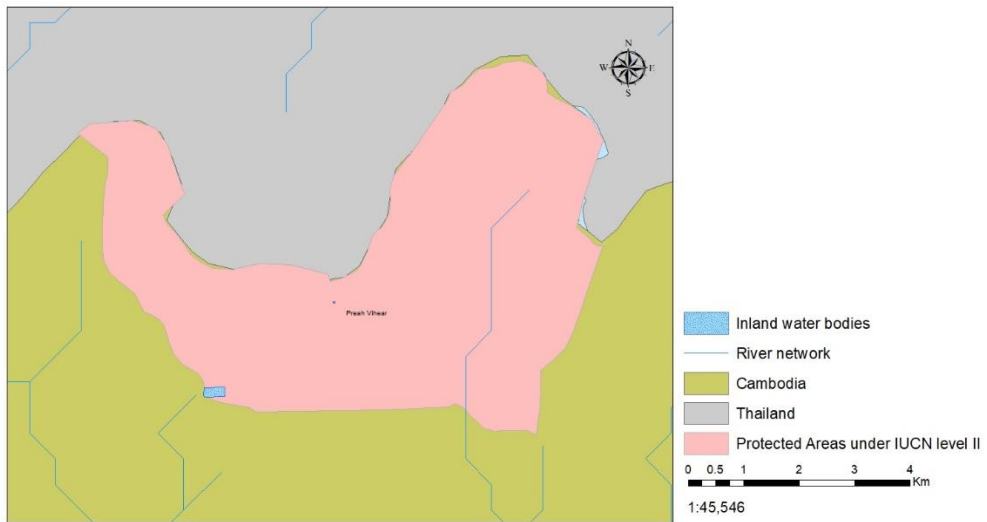 N
W E
S
Preah Vihear
Inland water bodies
River network
Cambodia
Thailand
Protected Areas under IUCN level II
0 0.5 1 2 3 4
Km
1:45,546